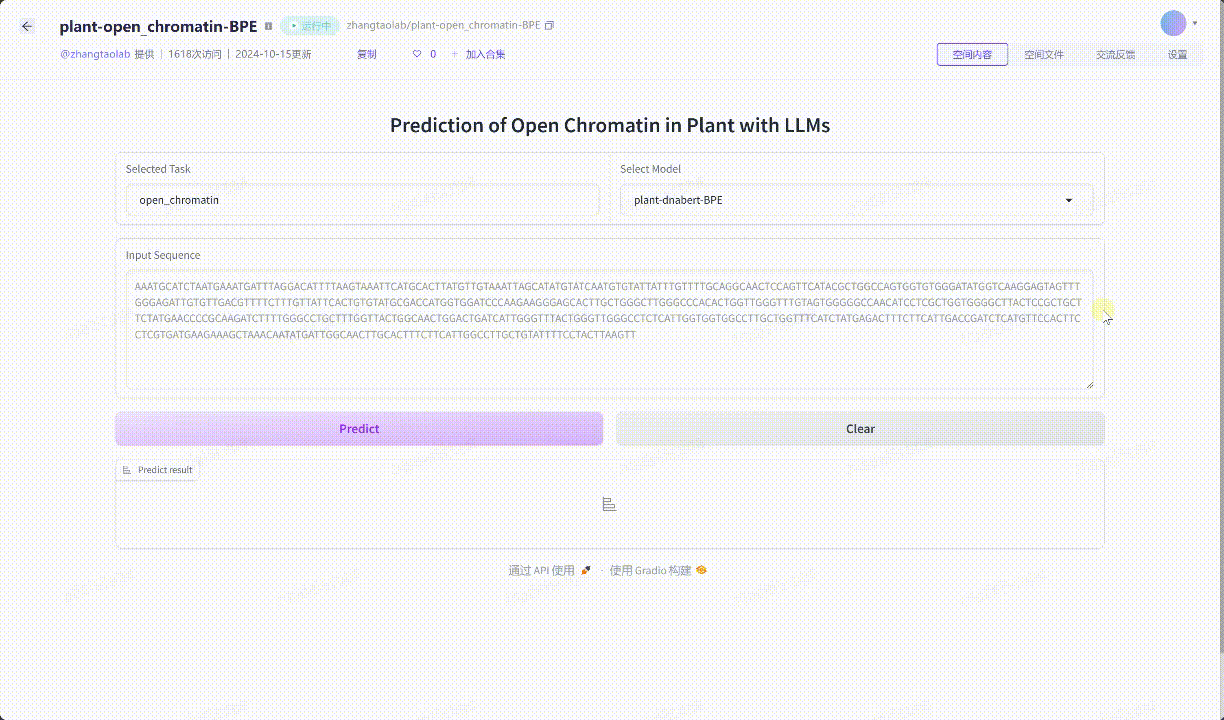 plant-open_chromatin-BPE 运行中 zhangtaolab/plant-open_chromatin-BPE
@zhangtaolab 提供 | 1618次访问 | 2024-10-15更新 复制 0 + 加入合集
空间内容 空间文件 交流反馈 设置
Prediction of Open Chromatin in Plant with LLMs
Selected Task Select Model
open_chromatin plant-dnabert-BPE
Input Sequence
AAATGCATCTAATGAAATGATTTAGGACATTTTAAGTAAATTCATGCACTTATGTTGTAAATTAGCATATGTATCAATGTGTATTATTTGTTTTGCAGGCAACTCCAGTTCATACGCTGGCCAGTGGTGTGGGATATGGTCAAGGAGTAGTTT
GGGAGATTGTGTTGACGTTTTCTTTGTTATTCACTGTGTATGCGACCATGGTGGATCCCAAGAAGGGAGCACTTGCTGGGCTTGGGCCCACACTGGTTGGGTTTGTAGTGGGGGCCAACATCCTCGCTGGTGGGGCTTACTCCGCTGCT
TCTATGAACCCCGCAAGATCTTTTGGGCCTGCTTTGGTTACTGGCAACTGGACTGATCATTGGGTTTACTGGGTTGGGCCTCTCATTGGTGGTGGCCTTGCTGGTTTCATCTATGAGACTTTCTTCATTGACCGATCTCATGTTCCACTTC
CTCGTGATGAAGAAAGCTAAACAATATGATTGGCAACTTGCACTTTCTTCATTGGCCTTGCTGTATTTTCCTACTTAAGTT
Predict Clear
Predict result
通过 API 使用 · 使用 Gradio 构建